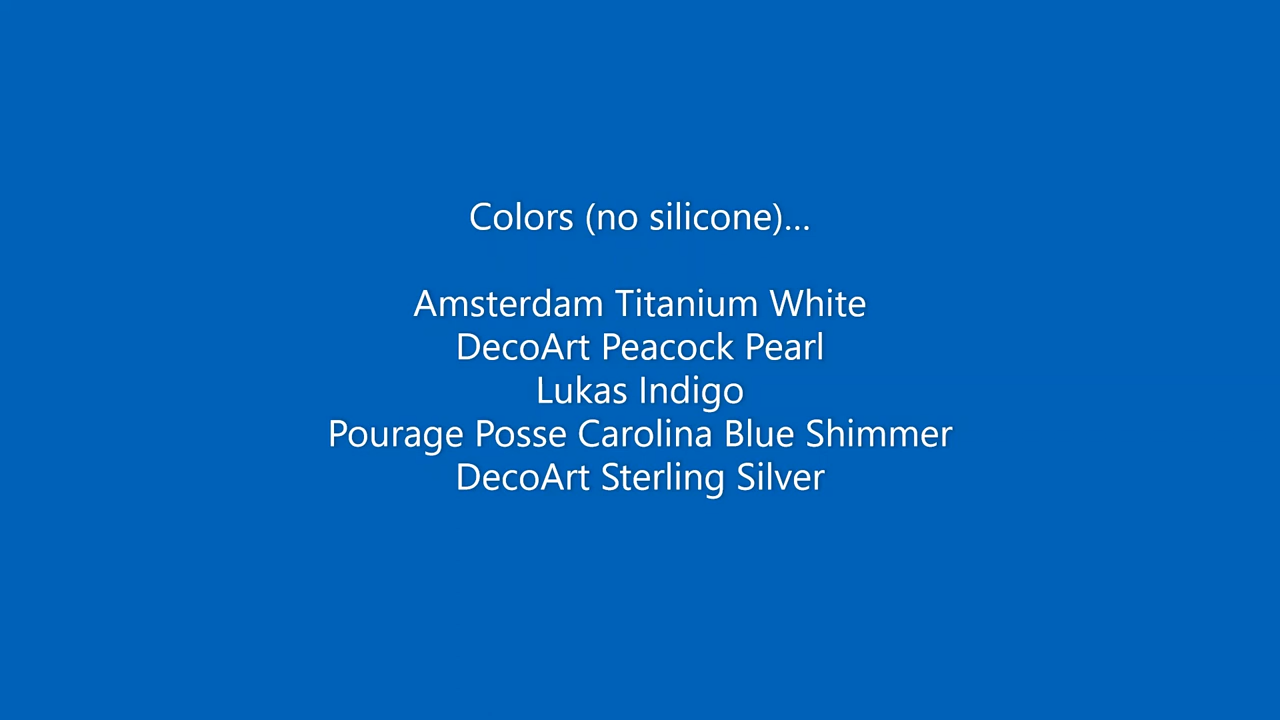 Colors (no silicone)...
Amsterdam Titanium White
DecoArt Peacock Pearl
Lukas Indigo
Pourage Posse Carolina Blue Shimmer
DecoArt Sterling Silver